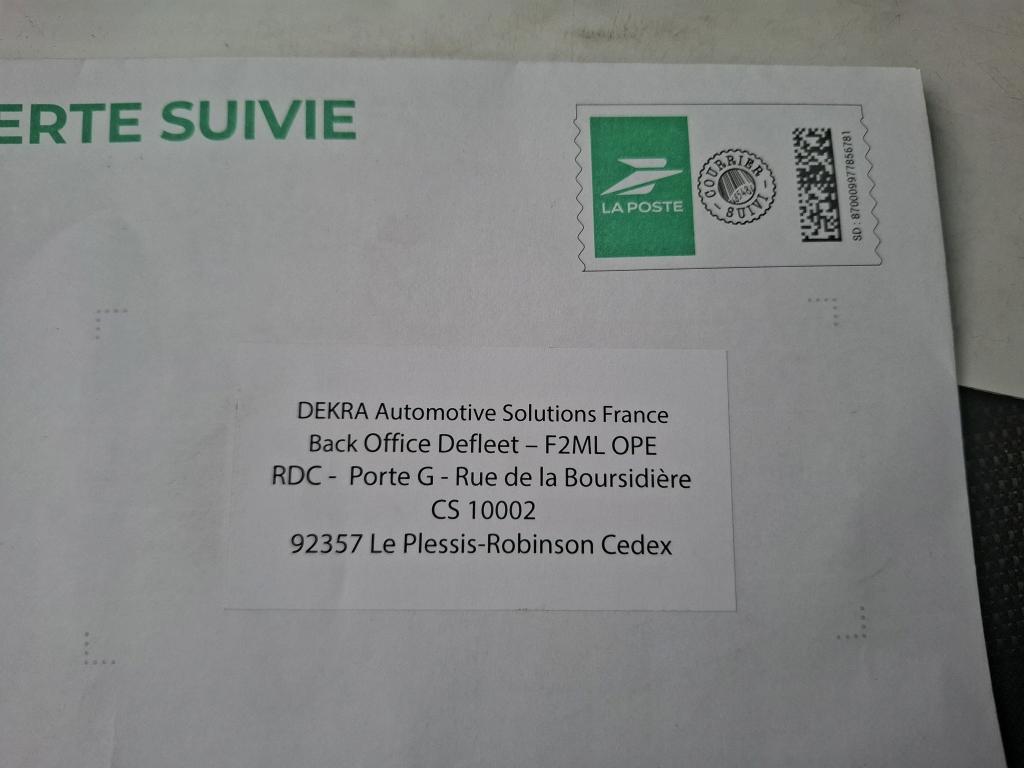 ERTE SUIVIE
LA POSTE
COURRIER
SUIVI
SD : 870009977856781
DEKRA Automotive Solutions France
Back Office Defleet – F2ML OPE
RDC - Porte G - Rue de la Boursidière
CS 10002
92357 Le Plessis-Robinson Cedex